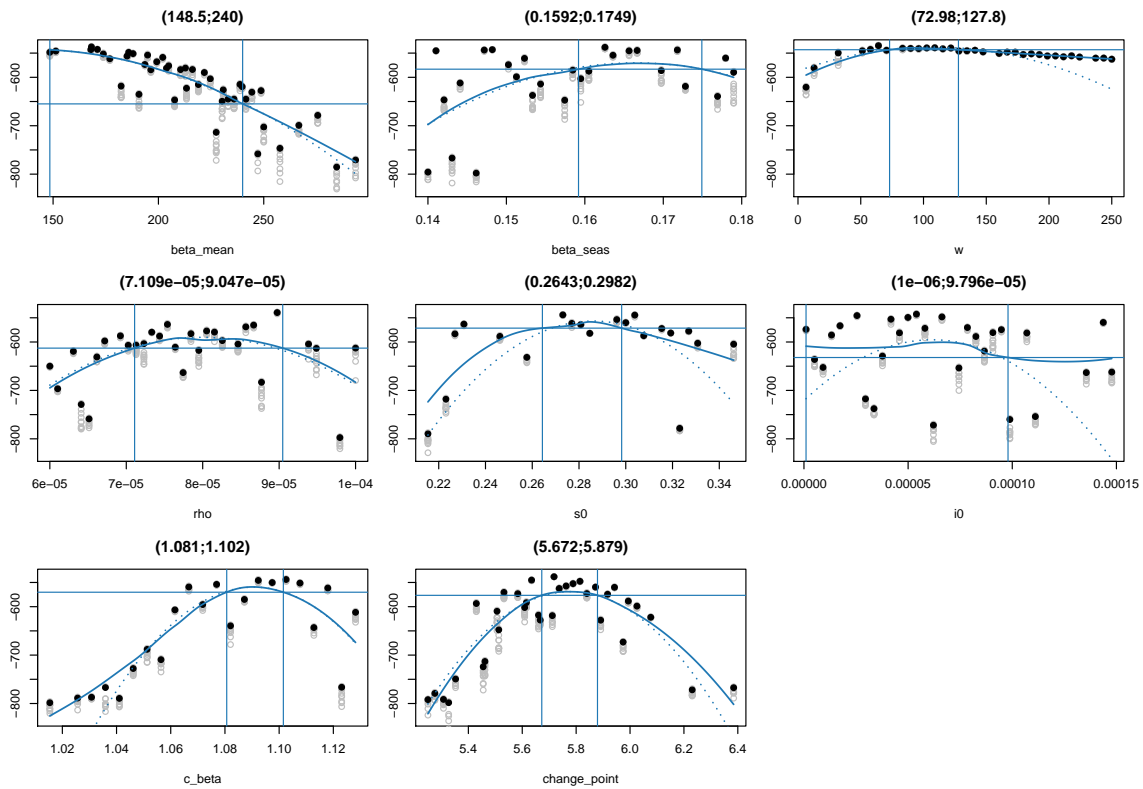 (148.5;240) (0.1592;0.1749) (72.98;127.8)
−600 −600 −600
−700 −700 −700
−800 −800 −800
150 200 250 0.14 0.15 0.16 0.17 0.18 0 50 100 150 200 250
beta_mean beta_seas w
(7.109e−05;9.047e−05) (0.2643;0.2982) (1e−06;9.796e−05)
−600 −600 −600
−700 −700 −700
−800 −800 −800
6e−05 7e−05 8e−05 9e−05 1e−04 0.22 0.24 0.26 0.28 0.30 0.32 0.34 0.00000 0.00005 0.00010 0.00015
rho s0 i0
(1.081;1.102) (5.672;5.879)
−600 −600
−700 −700
−800 −800
1.02 1.04 1.06 1.08 1.10 1.12 5.4 5.6 5.8 6.0 6.2 6.4
c_beta change_point